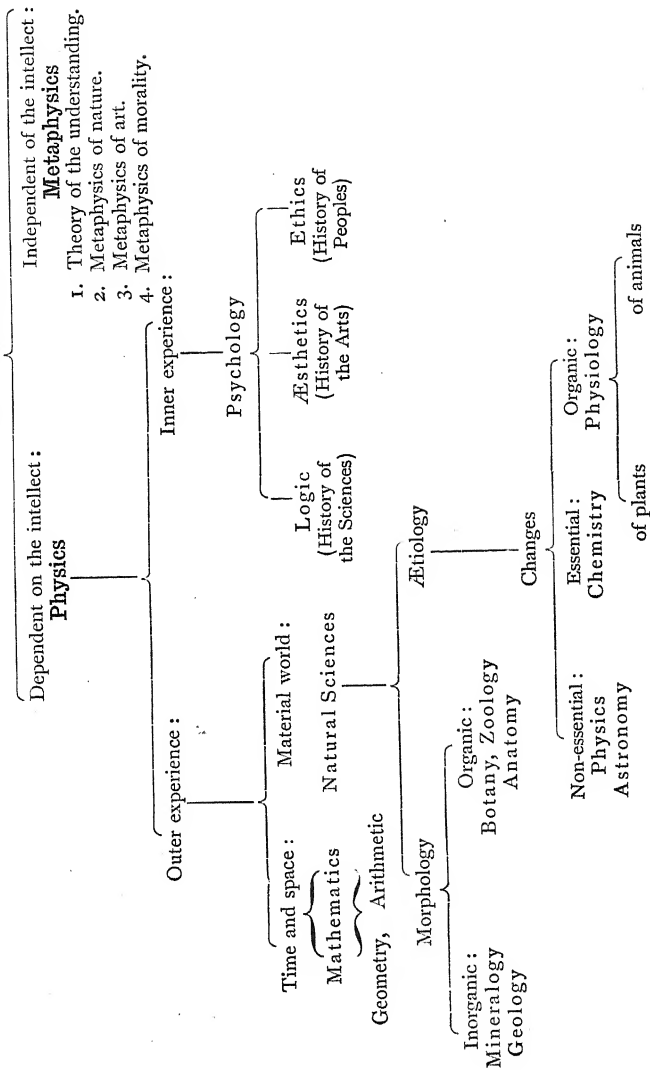 Dependent on the intellect :
Physics
Independent of the intellect :
Metaphysics
1. Theory of the understanding.
2. Metaphysics of nature.
3. Metaphysics of art.
4. Metaphysics of morality.
Outer experience :
Inner experience :
Time and space :
Mathematics
Geometry, Arithmetic
Material world :
Natural Sciences
Psychology
Logic
(History of
the Sciences)
Æsthetics
(History of
the Arts)
Ethics
(History of
Peoples)
Morphology
Ætiology
Inorganic :
Mineralogy
Geology
Organic :
Botany, Zoology
Anatomy
Changes
Non-essential :
Physics
Astronomy
Essential :
Chemistry
Organic :
Physiology
of plants
of animals